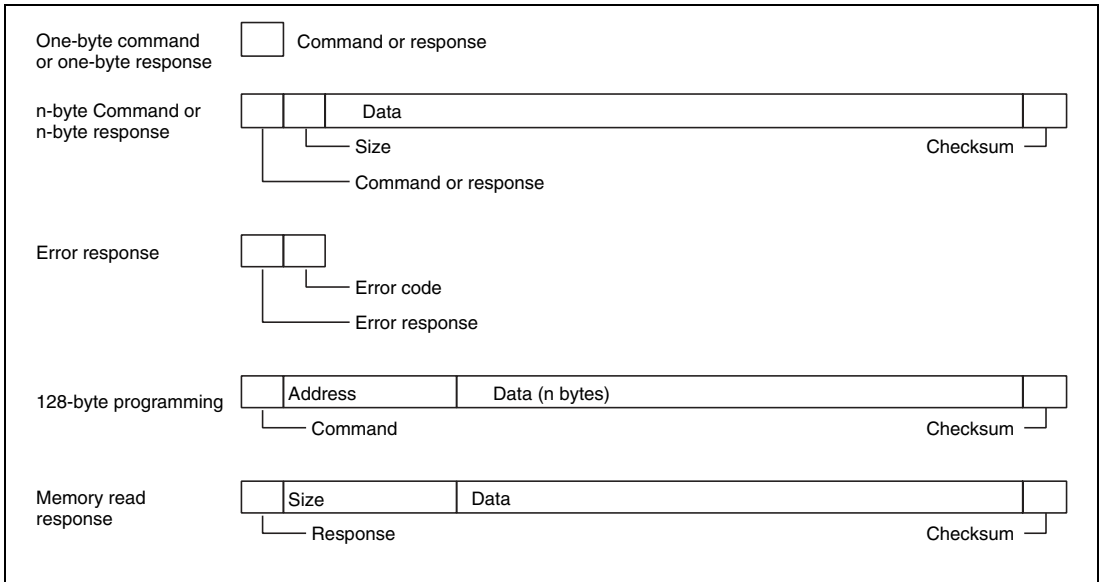 One-byte command
or one-byte response
Command or response
n-byte Command or
n-byte response
Data
Size
Checksum
Command or response
Error response
Error code
Error response
128-byte programming
Address
Data (n bytes)
Command
Checksum
Memory read
response
Size
Data
Response
Checksum